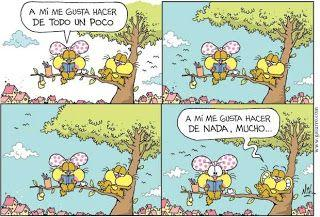 A MÍ ME GUSTA HACER
DE TODO UN POCO
A MÍ ME GUSTA HACER
DE NADA, MUCHO...